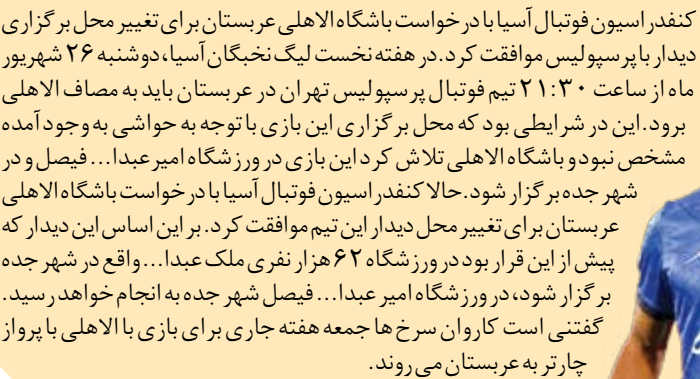 کنفدراسیون فوتبال آسیا با درخواست باشگاه الاهلی عربستان برای تغییر محل برگزاری
دیدار با پرسپولیس موافقت کرد. در هفته نخست لیگ نخبگان آسیا، دوشنبه ۲۶ شهریور
ماه از ساعت ۲۱:۳۰ تیم فوتبال پرسپولیس تهران در عربستان باید به مصاف الاهلی
برود. این در شرایطی بود که محل برگزاری این بازی با توجه به حواشی به وجود آمده
مشخص نبود و باشگاه الاهلی تلاش کرد این بازی در ورزشگاه امیر عبدا... فیصل و در
شهر جده برگزار شود. حالا کنفدراسیون فوتبال آسیا با درخواست باشگاه الاهلی
عربستان برای تغییر محل دیدار این تیم موافقت کرد. بر این اساس این دیدار که
پیش از این قرار بود در ورزشگاه ۶۲ هزار نفری ملک عبدا... واقع در شهر جده
برگزار شود، در ورزشگاه امیر عبدا... فیصل شهر جده به انجام خواهد رسید.
گفتنی است کاروان سرخ ها جمعه هفته جاری برای بازی با الاهلی با پرواز
چارتر به عربستان می روند.